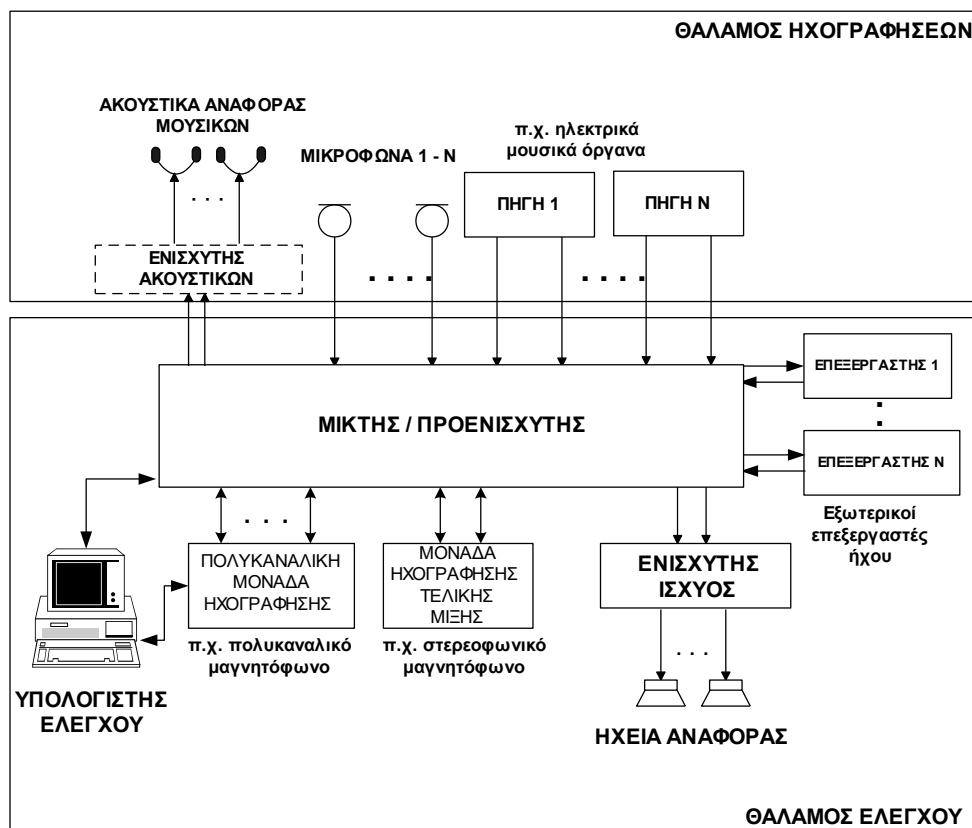 ΘΑΛΑΜΟΣ ΗΧΟΓΡΑΦΗΣΕΩΝ
ΑΚΟΥΣΤΙΚΑ ΑΝΑΦΟΡΑΣ
ΜΟΥΣΙΚΩΝ
ΜΙΚΡΟΦΩΝΑ 1 - Ν
π.χ. ηλεκτρικά
μουσικά όργανα
ΠΗΓΗ 1
ΠΗΓΗ Ν
ΕΝΙΣΧΥΤΗΣ
ΑΚΟΥΣΤΙΚΩΝ
ΜΙΚΤΗΣ / ΠΡΟΕΝΙΣΧΥΤΗΣ
ΕΠΕΞΕΡΓΑΣΤΗΣ 1
ΕΠΕΞΕΡΓΑΣΤΗΣ Ν
Εξωτερικοί
επεξεργαστές
ήχου
ΠΟΛΥΚΑΝΑΛΙΚΗ
ΜΟΝΑΔΑ
ΗΧΟΓΡΑΦΗΣΗΣ
π.χ. πολυκαναλικό
μαγνητόφωνο
ΜΟΝΑΔΑ
ΗΧΟΓΡΑΦΗΣΗΣ
ΤΕΛΙΚΗΣ
ΜΙΞΗΣ
π.χ. στερεοφωνικό
μαγνητόφωνο
ΕΝΙΣΧΥΤΗΣ
ΙΣΧΥΟΣ
ΗΧΕΙΑ ΑΝΑΦΟΡΑΣ
ΥΠΟΛΟΓΙΣΤΗΣ
ΕΛΕΓΧΟΥ
ΘΑΛΑΜΟΣ ΕΛΕΓΧΟΥ